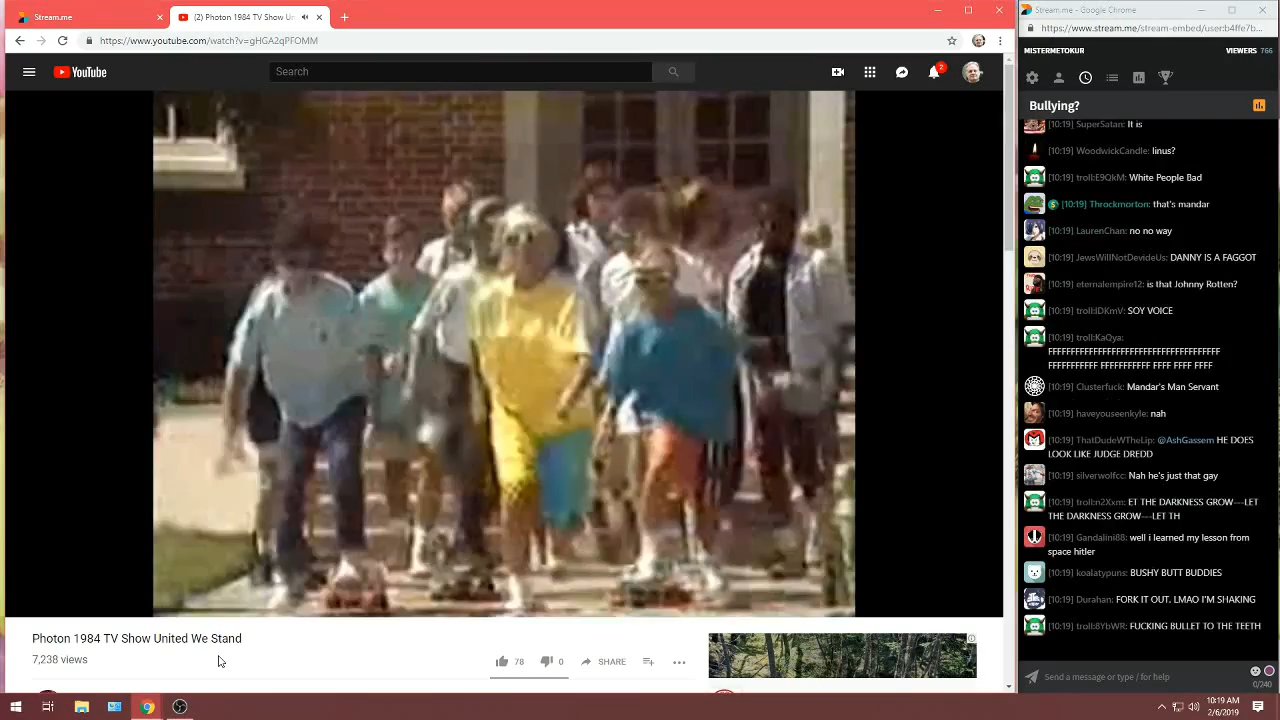 Stream.me
(2) Photon 1984 TV Show Un
Stream.me - Google Chrome
https://www.youtube.com/watch?v=gHGA2qPFOMM
https://www.stream.me/stream-embed/user:b4ffe7b...
MISTERMETOKUR
VIEWERS 766
YouTube
Search
2
Bullying?
[10:19] SuperSatan: It is
[10:19] WoodwickCandle: linus?
[10:19] troll:E9QkM: White People Bad
[10:19] Throckmorton: that's mandar
[10:19] LaurenChan: no no way
[10:19] JewsWillNotDevideUs: DANNY IS A FAGGOT
[10:19] eternalempire12: is that Johnny Rotten?
[10:19] troll:IDKmV: SOY VOICE
[10:19] troll:KaQya:
FFFFFFFFFFFFFFFFFFFFFFFFFFFFFFFFFFFFFF
FFFFFFFFFFF FFFFFFFFFFF FFFF FFFF FFFF
[10:19] Clusterfuck: Mandar's Man Servant
[10:19] haveyouseenkyle: nah
[10:19] ThatDudeWTheLip: @AshGassem HE DOES
LOOK LIKE JUDGE DREDD
[10:19] silverwolfcc: Nah he's just that gay
[10:19] troll:n2Xxm: ET THE DARKNESS GROW---LET
THE DARKNESS GROW---LET TH
[10:19] Gandalini88: well i learned my lesson from
space hitler
[10:19] koalatypuns: BUSHY BUTT BUDDIES
[10:19] Durahan: FORK IT OUT. LMAO I'M SHAKING
[10:19] troll:8YbWR: FUCKING BULLET TO THE TEETH
Photon 1984 TV Show United We Stand
7,238 views
78
0
SHARE
Send a message or type / for help
0/240
10:19 AM
2/6/2019